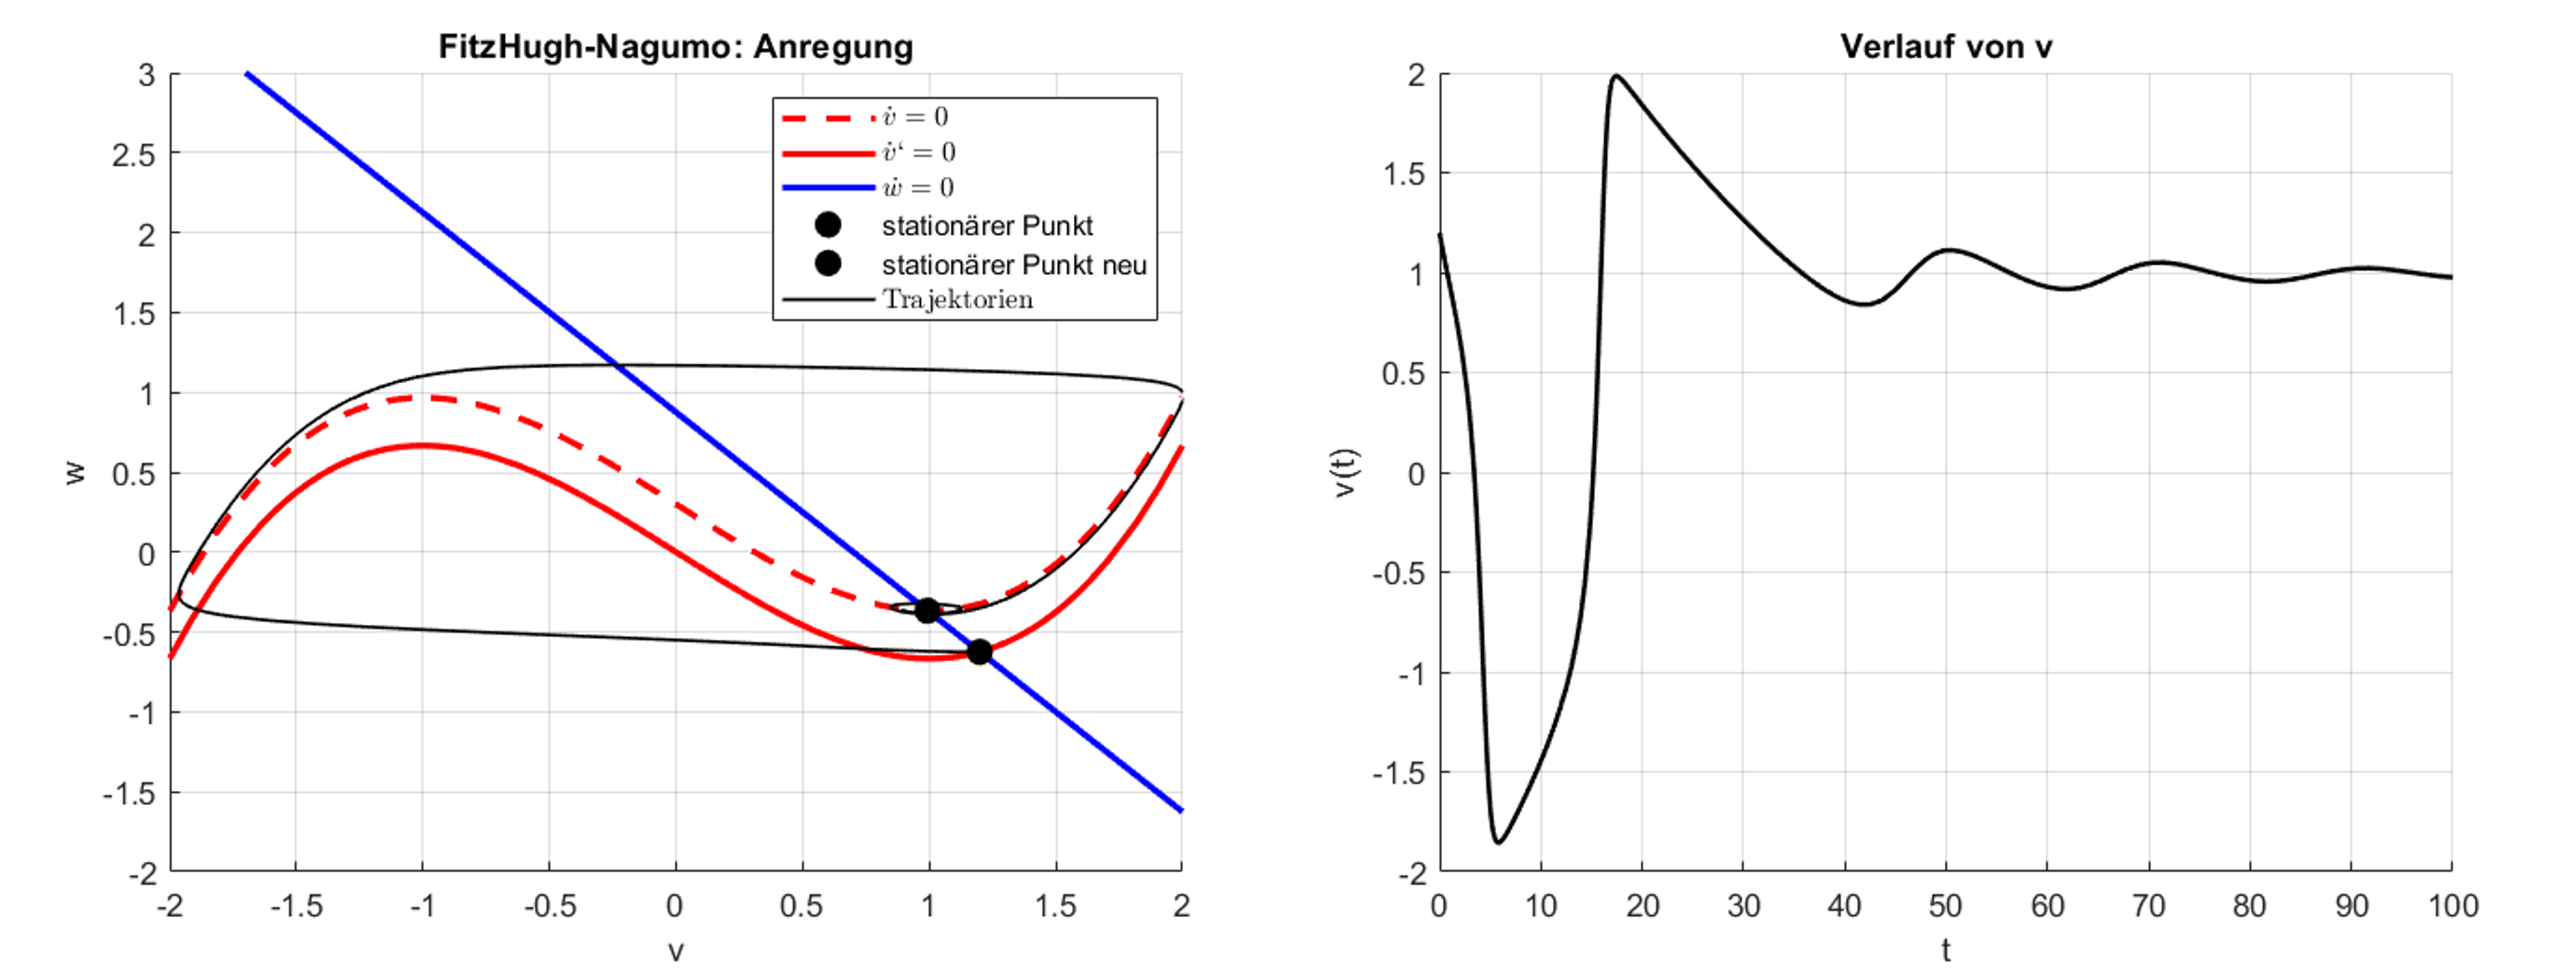 FitzHugh-Nagumo: Anregung
3
2.5
2
1.5
1
0.5
0
-0.5
-1
-1.5
-2
w
v̇ = 0
v̇‘ = 0
ẇ = 0
stationärer Punkt
stationärer Punkt neu
Trajektorien
-2 -1.5 -1 -0.5 0 0.5 1 1.5 2
v
Verlauf von v
2
1.5
1
0.5
0
-0.5
-1
-1.5
-2
v(t)
0 10 20 30 40 50 60 70 80 90 100
t